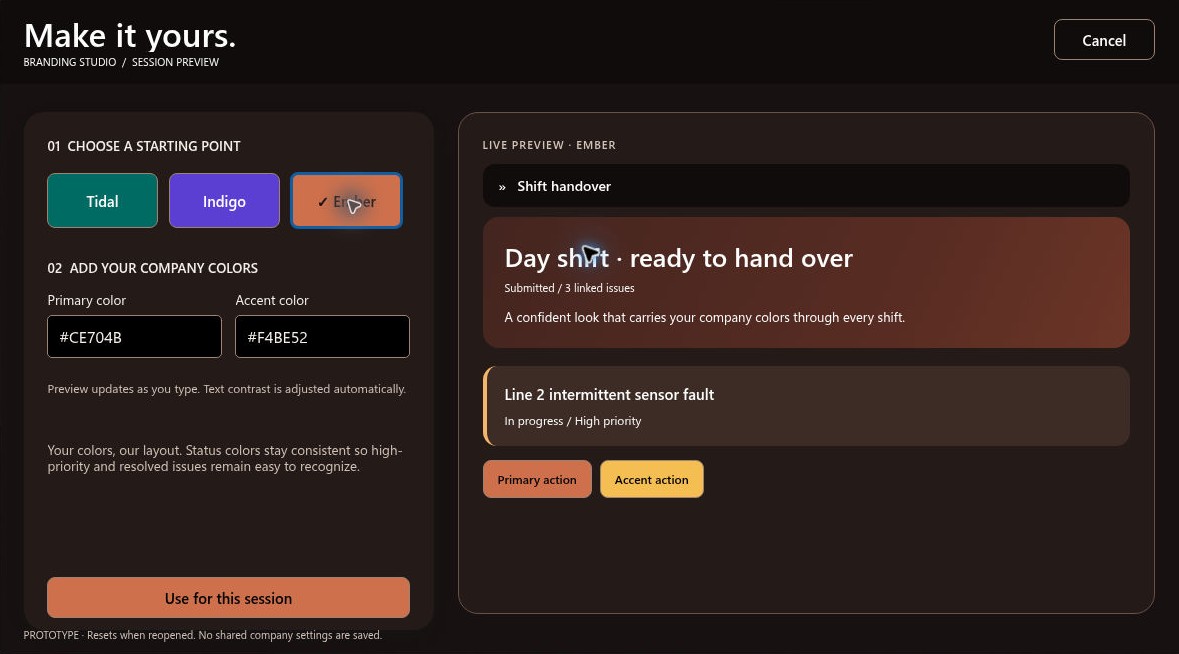 Make it yours.
BRANDING STUDIO / SESSION PREVIEW
Cancel
01 CHOOSE A STARTING POINT
Tidal
Indigo
✓ Ember
02 ADD YOUR COMPANY COLORS
Primary color
Accent color
#CE704B
#F4BE52
Preview updates as you type. Text contrast is adjusted automatically.
Your colors, our layout. Status colors stay consistent so high-
priority and resolved issues remain easy to recognize.
Use for this session
PROTOTYPE · Resets when reopened. No shared company settings are saved.
LIVE PREVIEW · EMBER
» Shift handover
Day shift · ready to hand over
Submitted / 3 linked issues
A confident look that carries your company colors through every shift.
Line 2 intermittent sensor fault
In progress / High priority
Primary action
Accent action